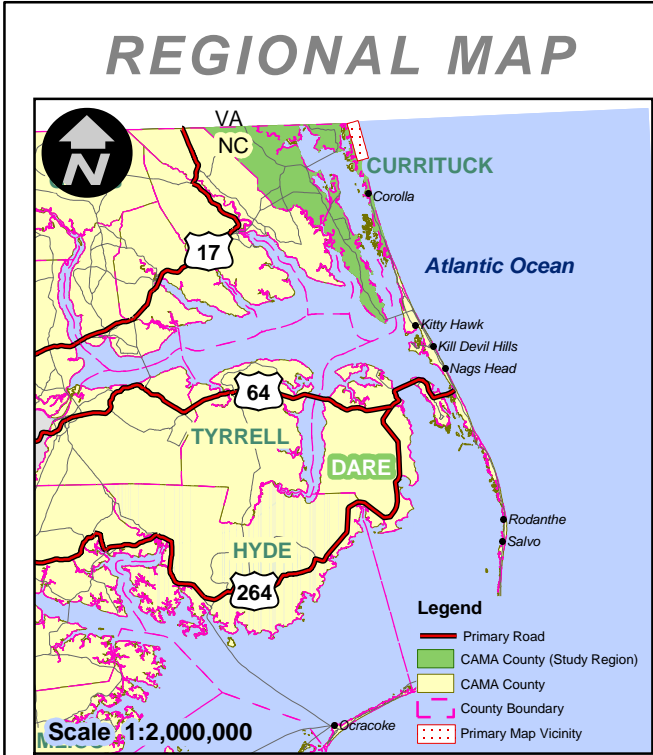 REGIONAL MAP
N
VA
NC
CURRITUCK
Corolla
17
Atlantic Ocean
Kitty Hawk
Kill Devil Hills
Nags Head
64
TYRRELL
DARE
Rodanthe
Salvo
HYDE
264
Legend
Primary Road
CAMA County (Study Region)
CAMA County
County Boundary
Primary Map Vicinity
Scale 1:2,000,000
Ocracoke